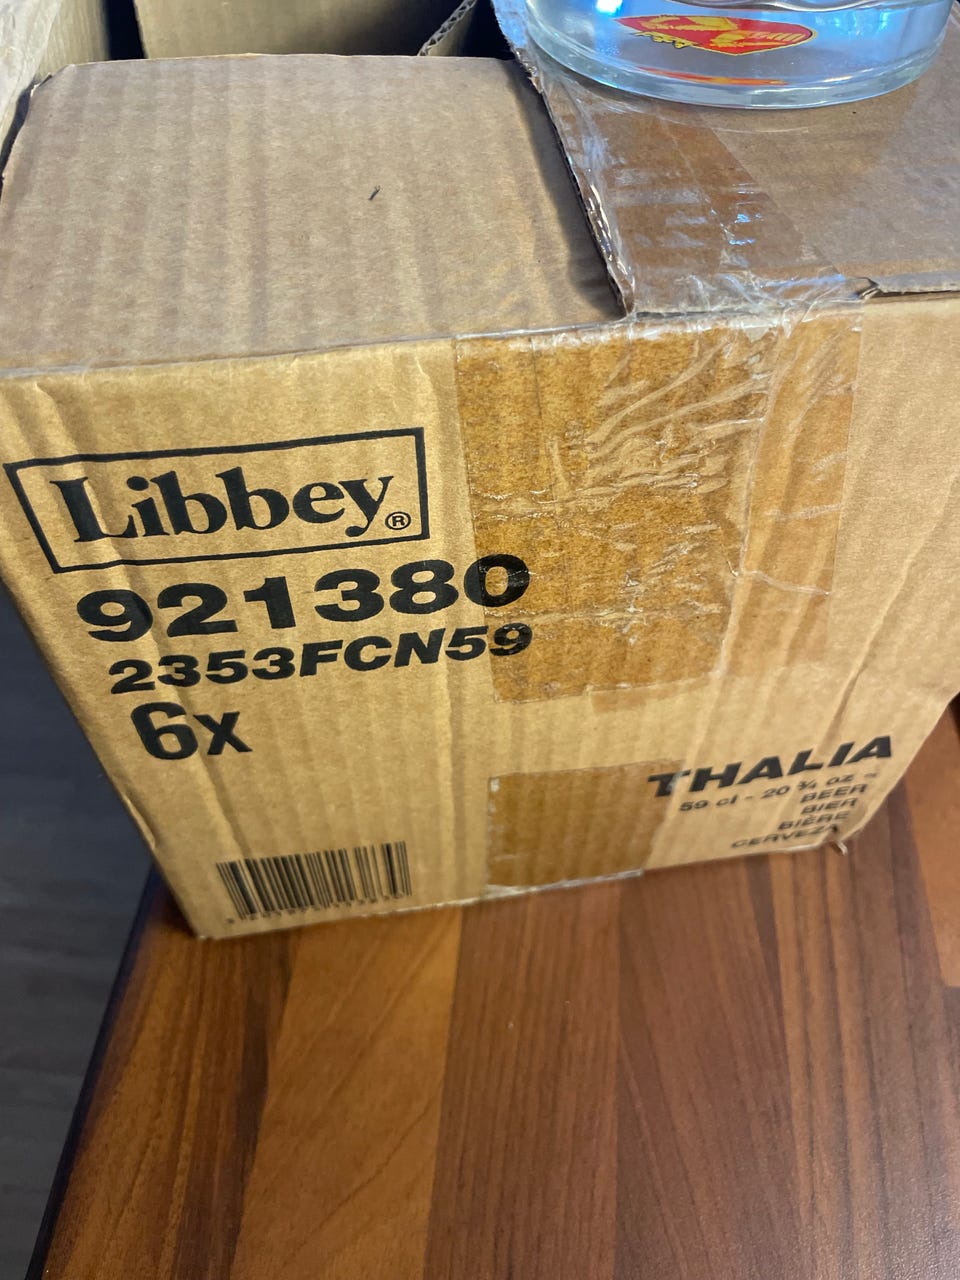 Libbey®
921380
2353FCN59
6x
THALIA
59 cl - 20 ¾ oz ~
BEER
BIER
BIÈRE
CERVEZA